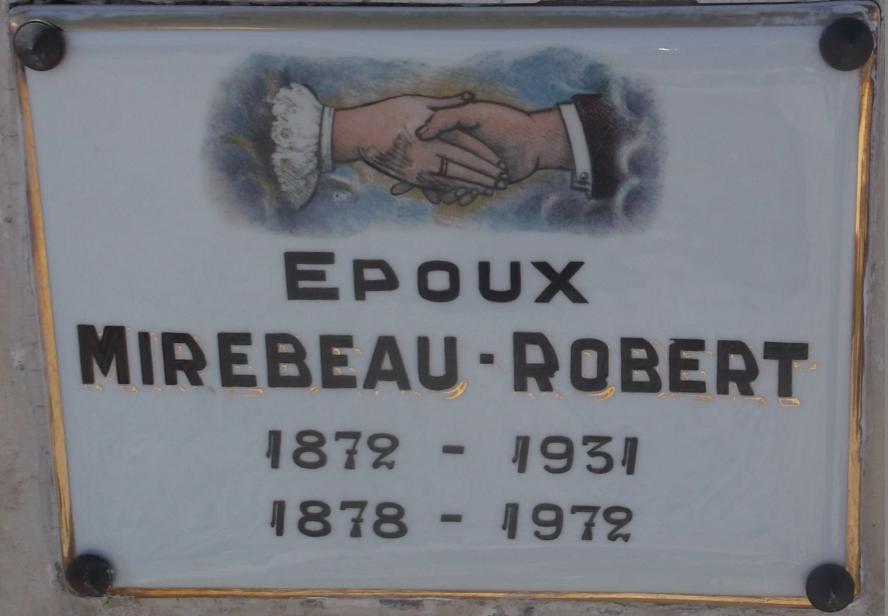 EPOUX
MIREBEAU - ROBERT
1872 - 1931
1878 - 1972